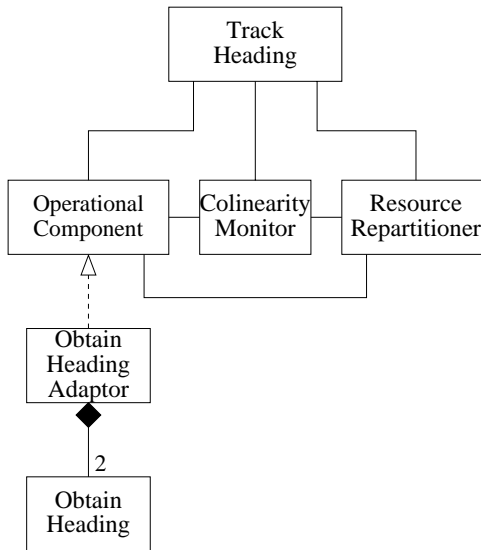 Track
Heading
Operational
Component
Colinearity
Monitor
Resource
Repartitioner
Obtain
Heading
Adaptor
2
Obtain
Heading